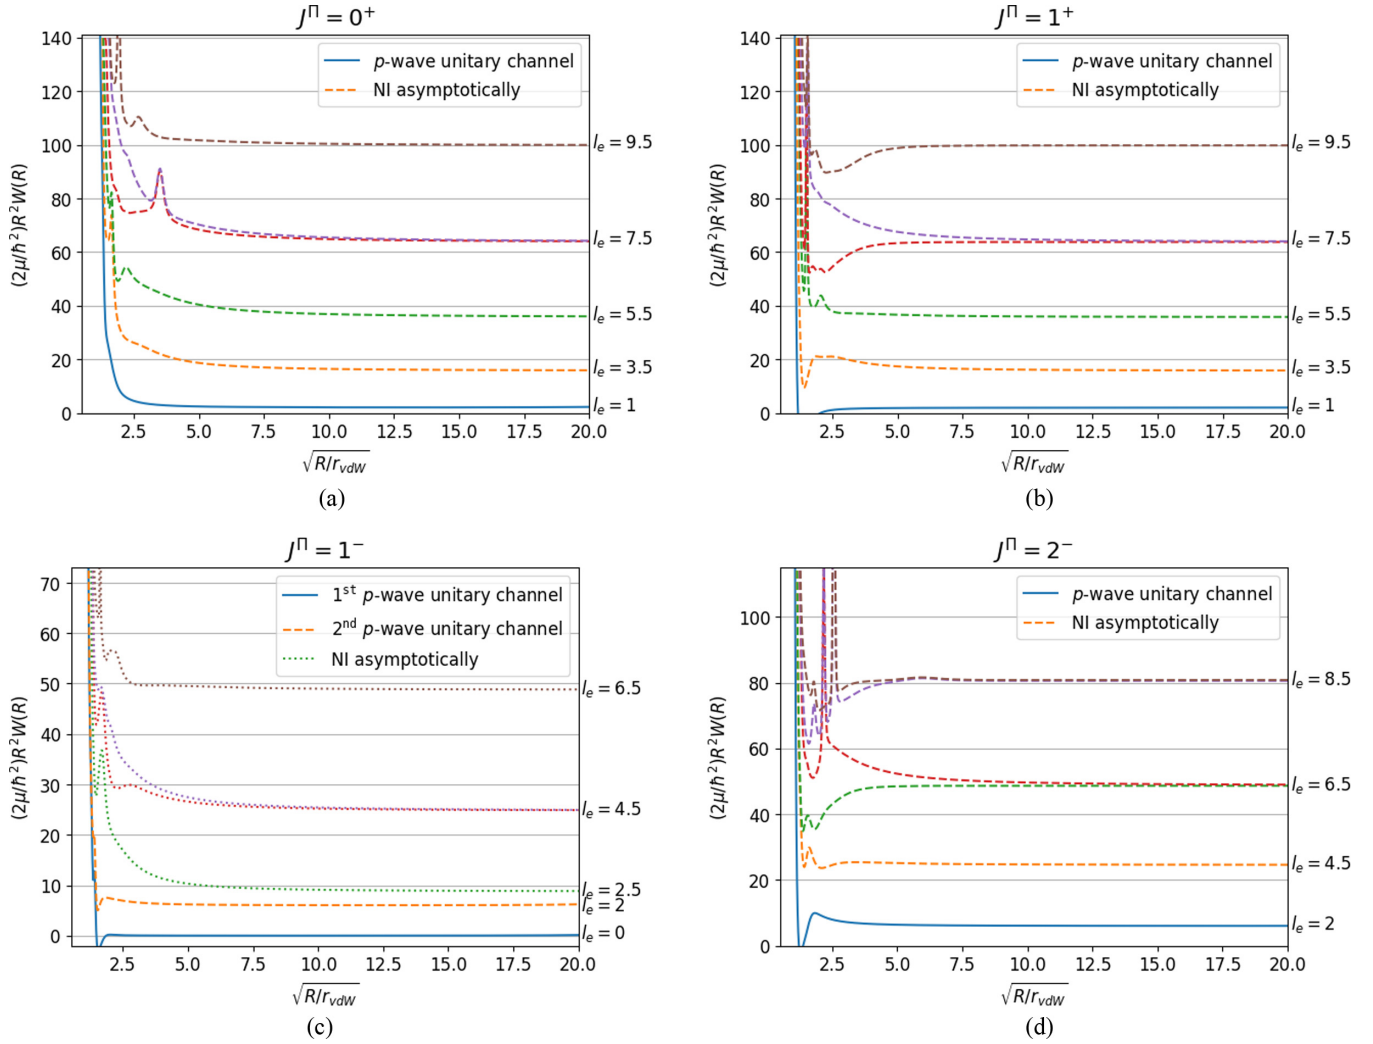 J^Π = 0^+
(2μ/ħ²)R²W(R)
140
120
100
80
60
40
20
0
p-wave unitary channel
NI asymptotically
l_e = 9.5
l_e = 7.5
l_e = 5.5
l_e = 3.5
l_e = 1
2.5 5.0 7.5 10.0 12.5 15.0 17.5 20.0
√R/r_vdW
(a)
J^Π = 1^+
(2μ/ħ²)R²W(R)
140
120
100
80
60
40
20
0
p-wave unitary channel
NI asymptotically
l_e = 9.5
l_e = 7.5
l_e = 5.5
l_e = 3.5
l_e = 1
2.5 5.0 7.5 10.0 12.5 15.0 17.5 20.0
√R/r_vdW
(b)
J^Π = 1^-
(2μ/ħ²)R²W(R)
70
60
50
40
30
20
10
0
1st p-wave unitary channel
2nd p-wave unitary channel
NI asymptotically
l_e = 6.5
l_e = 4.5
l_e = 2.5
l_e = 2
l_e = 0
2.5 5.0 7.5 10.0 12.5 15.0 17.5 20.0
√R/r_vdW
(c)
J^Π = 2^-
(2μ/ħ²)R²W(R)
100
80
60
40
20
0
p-wave unitary channel
NI asymptotically
l_e = 8.5
l_e = 6.5
l_e = 4.5
l_e = 2
2.5 5.0 7.5 10.0 12.5 15.0 17.5 20.0
√R/r_vdW
(d)